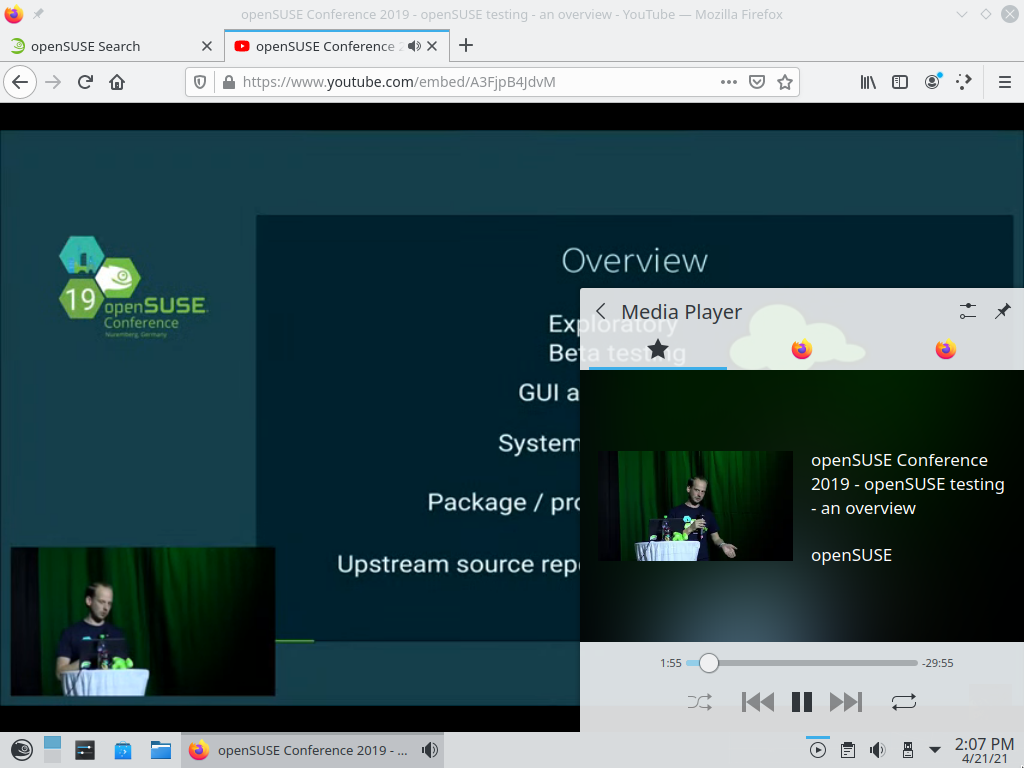 openSUSE Conference 2019 - openSUSE testing - an overview - YouTube — Mozilla Firefox
openSUSE Search
openSUSE Conference 2
https://www.youtube.com/embed/A3FjpB4JdvM
19 openSUSE
Conference
Nuremberg, Germany
Overview
Exploratory
Beta testing
GUI a
System
Package / pro
Upstream source repo
Media Player
openSUSE Conference
2019 - openSUSE testing
- an overview
openSUSE
1:55
-29:55
openSUSE Conference 2019 - ...
2:07 PM
4/21/21